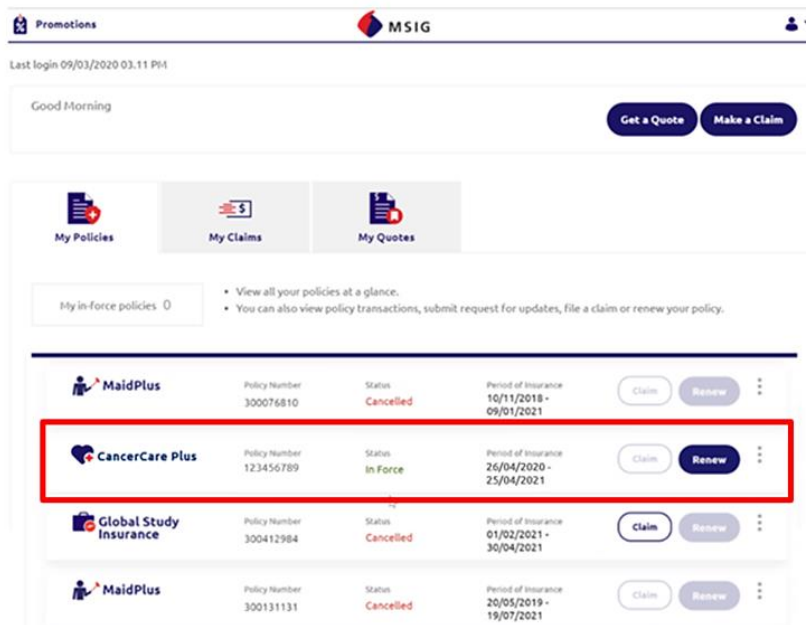 Promotions
MSIG
Last login 09/03/2020 03.11 PM
Good Morning
Get a Quote
Make a Claim
My Policies
My Claims
My Quotes
My in-force policies 0
• View all your policies at a glance.
• You can also view policy transactions, submit request for updates, file a claim or renew your policy.
MaidPlus
Policy Number
300076810
Status
Cancelled
Period of Insurance
10/11/2018 -
09/01/2021
Claim
Renew
CancerCare Plus
Policy Number
123456789
Status
In Force
Period of Insurance
26/04/2020 -
25/04/2021
Claim
Renew
Global Study
Insurance
Policy Number
300412984
Status
Cancelled
Period of Insurance
01/02/2021 -
30/04/2021
Claim
Renew
MaidPlus
Policy Number
300131131
Status
Cancelled
Period of Insurance
20/05/2019 -
19/07/2021
Claim
Renew